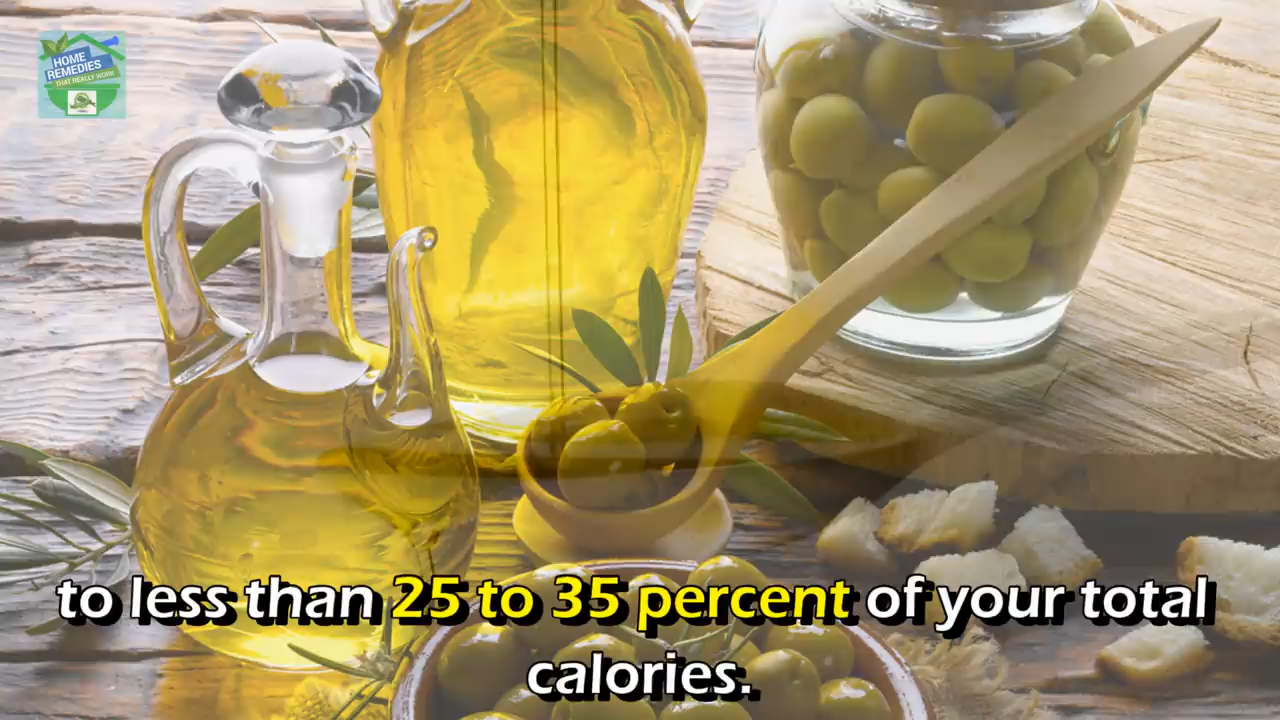 HOME
REMEDIES
THAT REALLY WORK
to less than 25 to 35 percent of your total
calories.